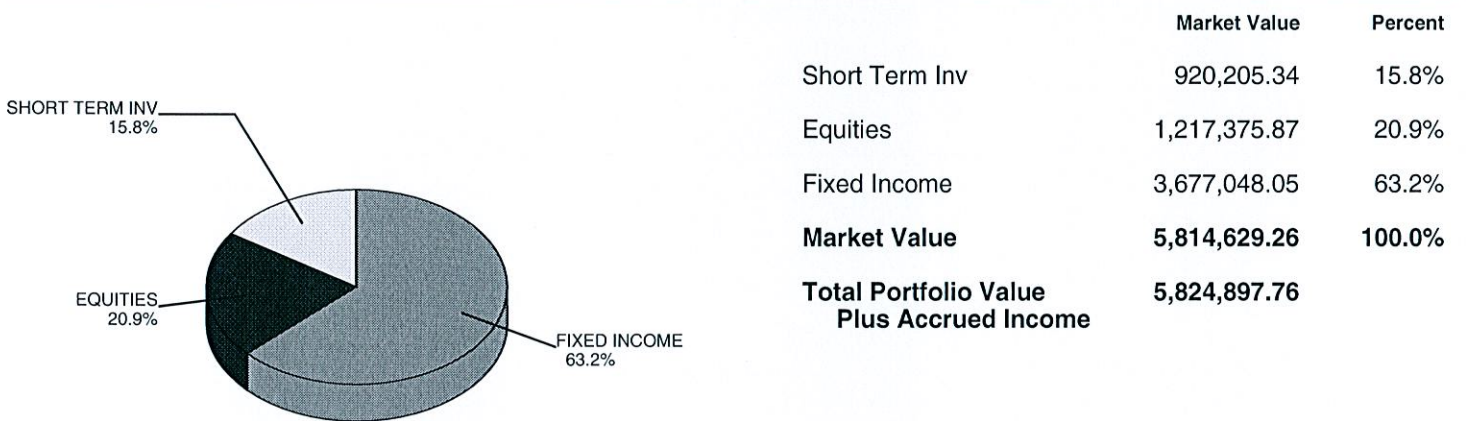 SHORT TERM INV
15.8%
EQUITIES
20.9%
FIXED INCOME
63.2%
Market Value Percent
Short Term Inv 920,205.34 15.8%
Equities 1,217,375.87 20.9%
Fixed Income 3,677,048.05 63.2%
Market Value 5,814,629.26 100.0%
Total Portfolio Value 5,824,897.76
Plus Accrued Income